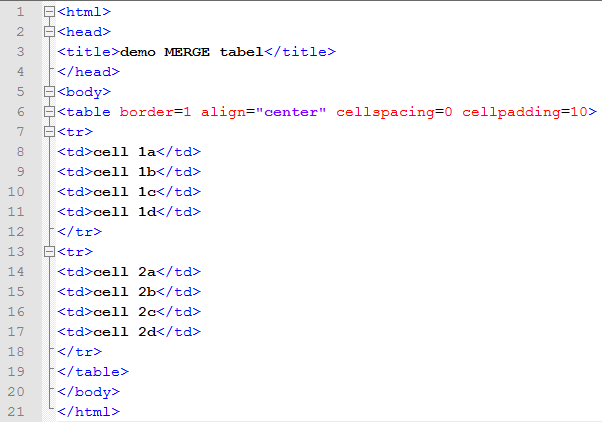 1 <html>
2 <head>
3 <title>demo MERGE tabel</title>
4 </head>
5 <body>
6 <table border=1 align="center" cellspacing=0 cellpadding=10>
7 <tr>
8 <td>cell 1a</td>
9 <td>cell 1b</td>
10 <td>cell 1c</td>
11 <td>cell 1d</td>
12 </tr>
13 <tr>
14 <td>cell 2a</td>
15 <td>cell 2b</td>
16 <td>cell 2c</td>
17 <td>cell 2d</td>
18 </tr>
19 </table>
20 </body>
21 </html>